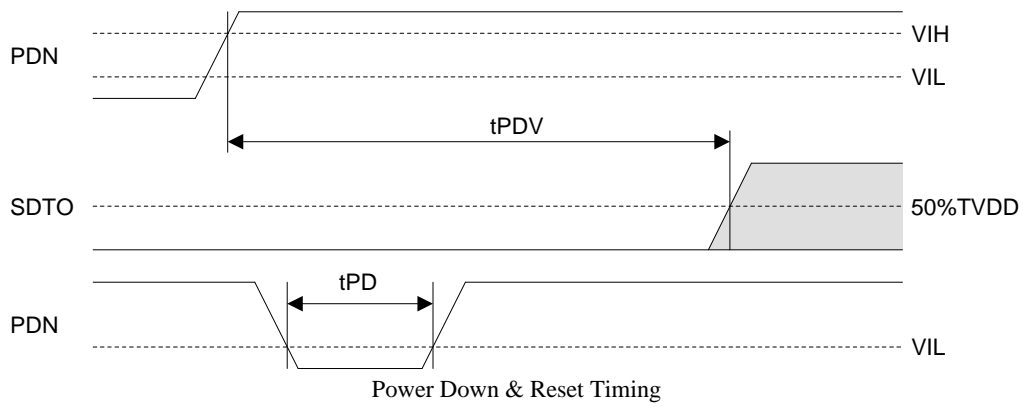 PDN
VIH
VIL
tPDV
SDTO
50%TVDD
tPD
PDN
VIL
Power Down & Reset Timing